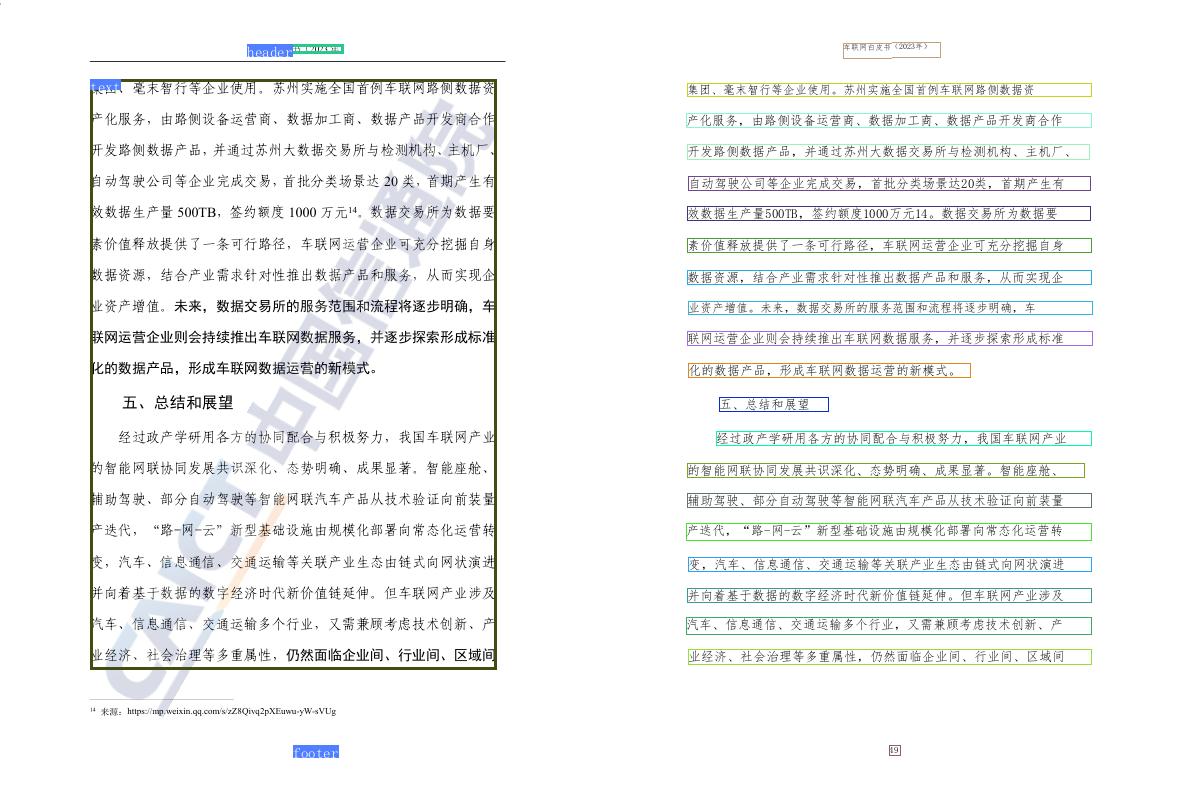 header
集团、毫末智行等企业使用。苏州实施全国首例车联网路侧数据资
text
产化服务，由路侧设备运营商、数据加工商、数据产品开发商合作
开发路侧数据产品，并通过苏州大数据交易所与检测机构、主机厂、
自动驾驶公司等企业完成交易，首批分类场景达 20 类，首期产生有
效数据生产量 500TB，签约额度 1000 万元14。数据交易所为数据要
素价值释放提供了一条可行路径，车联网运营企业可充分挖掘自身
数据资源，结合产业需求针对性推出数据产品和服务，从而实现企
业资产增值。未来，数据交易所的服务范围和流程将逐步明确，车
联网运营企业则会持续推出车联网数据服务，并逐步探索形成标准
化的数据产品，形成车联网数据运营的新模式。
五、总结和展望
经过政产学研用各方的协同配合与积极努力，我国车联网产业
的智能网联协同发展共识深化、态势明确、成果显著。智能座舱、
辅助驾驶、部分自动驾驶等智能网联汽车产品从技术验证向前装量
产迭代，“路-网-云”新型基础设施由规模化部署向常态化运营转
变，汽车、信息通信、交通运输等关联产业生态由链式向网状演进
并向着基于数据的数字经济时代新价值链延伸。但车联网产业涉及
汽车、信息通信、交通运输多个行业，又需兼顾考虑技术创新、产
业经济、社会治理等多重属性，仍然面临企业间、行业间、区域间
14 来源：https://mp.weixin.qq.com/s/zZ8Qivq2pXEuwu-yW-sVUg
footer
CAICT 中国信通院
车联网白皮书（2023年）
集团、毫末智行等企业使用。苏州实施全国首例车联网路侧数据资
产化服务，由路侧设备运营商、数据加工商、数据产品开发商合作
开发路侧数据产品，并通过苏州大数据交易所与检测机构、主机厂、
自动驾驶公司等企业完成交易，首批分类场景达20类，首期产生有
效数据生产量500TB，签约额度1000万元14。数据交易所为数据要
素价值释放提供了一条可行路径，车联网运营企业可充分挖掘自身
数据资源，结合产业需求针对性推出数据产品和服务，从而实现企
业资产增值。未来，数据交易所的服务范围和流程将逐步明确，车
联网运营企业则会持续推出车联网数据服务，并逐步探索形成标准
化的数据产品，形成车联网数据运营的新模式。
五、总结和展望
经过政产学研用各方的协同配合与积极努力，我国车联网产业
的智能网联协同发展共识深化、态势明确、成果显著。智能座舱、
辅助驾驶、部分自动驾驶等智能网联汽车产品从技术验证向前装量
产迭代，“路-网-云”新型基础设施由规模化部署向常态化运营转
变，汽车、信息通信、交通运输等关联产业生态由链式向网状演进
并向着基于数据的数字经济时代新价值链延伸。但车联网产业涉及
汽车、信息通信、交通运输多个行业，又需兼顾考虑技术创新、产
业经济、社会治理等多重属性，仍然面临企业间、行业间、区域间
49